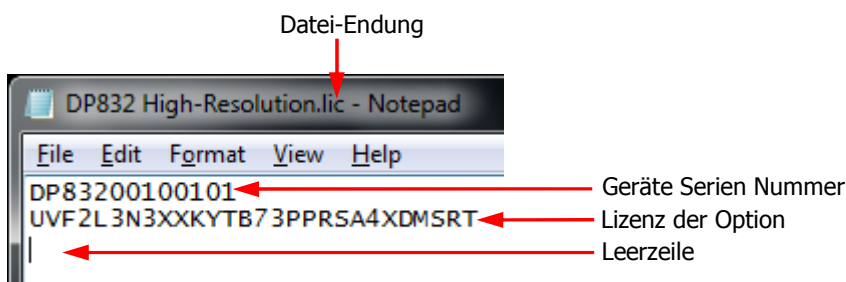 Datei-Endung
DP832 High-Resolution.lic - Notepad
File Edit Format View Help
DP83200100101
Geräte Serien Nummer
UVF2L3N3XXKYTB73PPRSA4XDMSRT
Lizenz der Option
Leerzeile